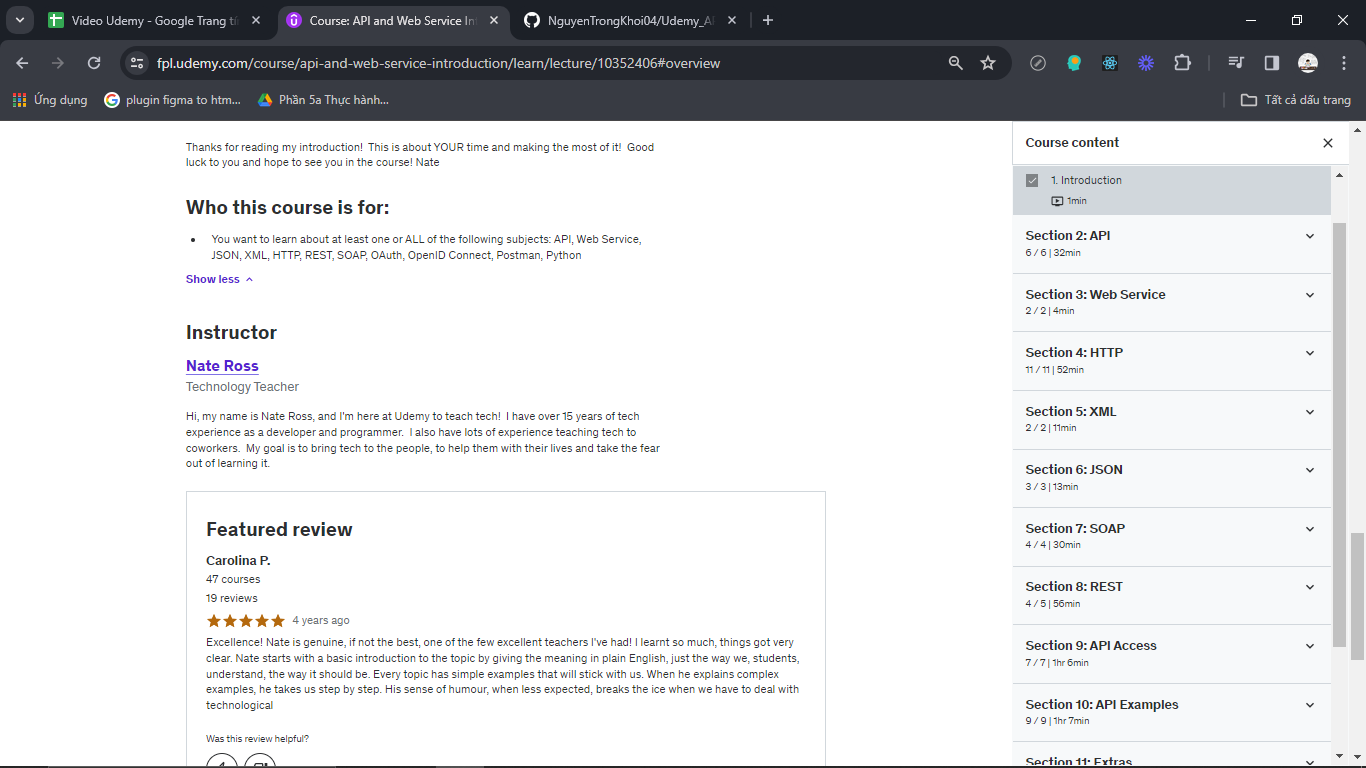 Video Udemy - Google Trang tí
Course: API and Web Service In
NguyenTrongKhoi04/Udemy_A
fpl.udemy.com/course/api-and-web-service-introduction/learn/lecture/10352406#overview
Ứng dụng
plugin figma to htm...
Phần 5a Thực hành...
Tất cả dấu trang
Thanks for reading my introduction!  This is about YOUR time and making the most of it!  Good
luck to you and hope to see you in the course! Nate
Who this course is for:
• You want to learn about at least one or ALL of the following subjects: API, Web Service,
JSON, XML, HTTP, REST, SOAP, OAuth, OpenID Connect, Postman, Python
Show less
Instructor
Nate Ross
Technology Teacher
Hi, my name is Nate Ross, and I'm here at Udemy to teach tech!  I have over 15 years of tech
experience as a developer and programmer.  I also have lots of experience teaching tech to
coworkers.  My goal is to bring tech to the people, to help them with their lives and take the fear
out of learning it.
Featured review
Carolina P.
47 courses
19 reviews
4 years ago
Excellence! Nate is genuine, if not the best, one of the few excellent teachers I've had! I learnt so much, things got very
clear. Nate starts with a basic introduction to the topic by giving the meaning in plain English, just the way we, students,
understand, the way it should be. Every topic has simple examples that will stick with us. When he explains complex
examples, he takes us step by step. His sense of humour, when less expected, breaks the ice when we have to deal with
technological
Was this review helpful?
Course content
1. Introduction
1min
Section 2: API
6 / 6 | 32min
Section 3: Web Service
2 / 2 | 4min
Section 4: HTTP
11 / 11 | 52min
Section 5: XML
2 / 2 | 11min
Section 6: JSON
3 / 3 | 13min
Section 7: SOAP
4 / 4 | 30min
Section 8: REST
4 / 5 | 56min
Section 9: API Access
7 / 7 | 1hr 6min
Section 10: API Examples
9 / 9 | 1hr 7min
Section 11: Extras